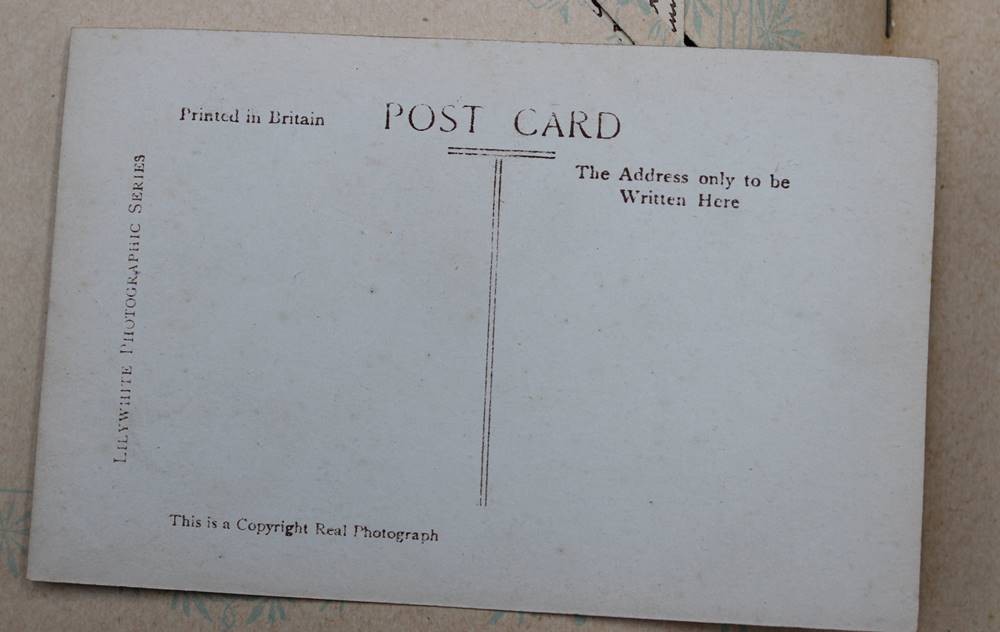 Printed in Britain
POST CARD
The Address only to be
Written Here
LILYWHITE PHOTOGRAPHIC SERIES
This is a Copyright Real Photograph